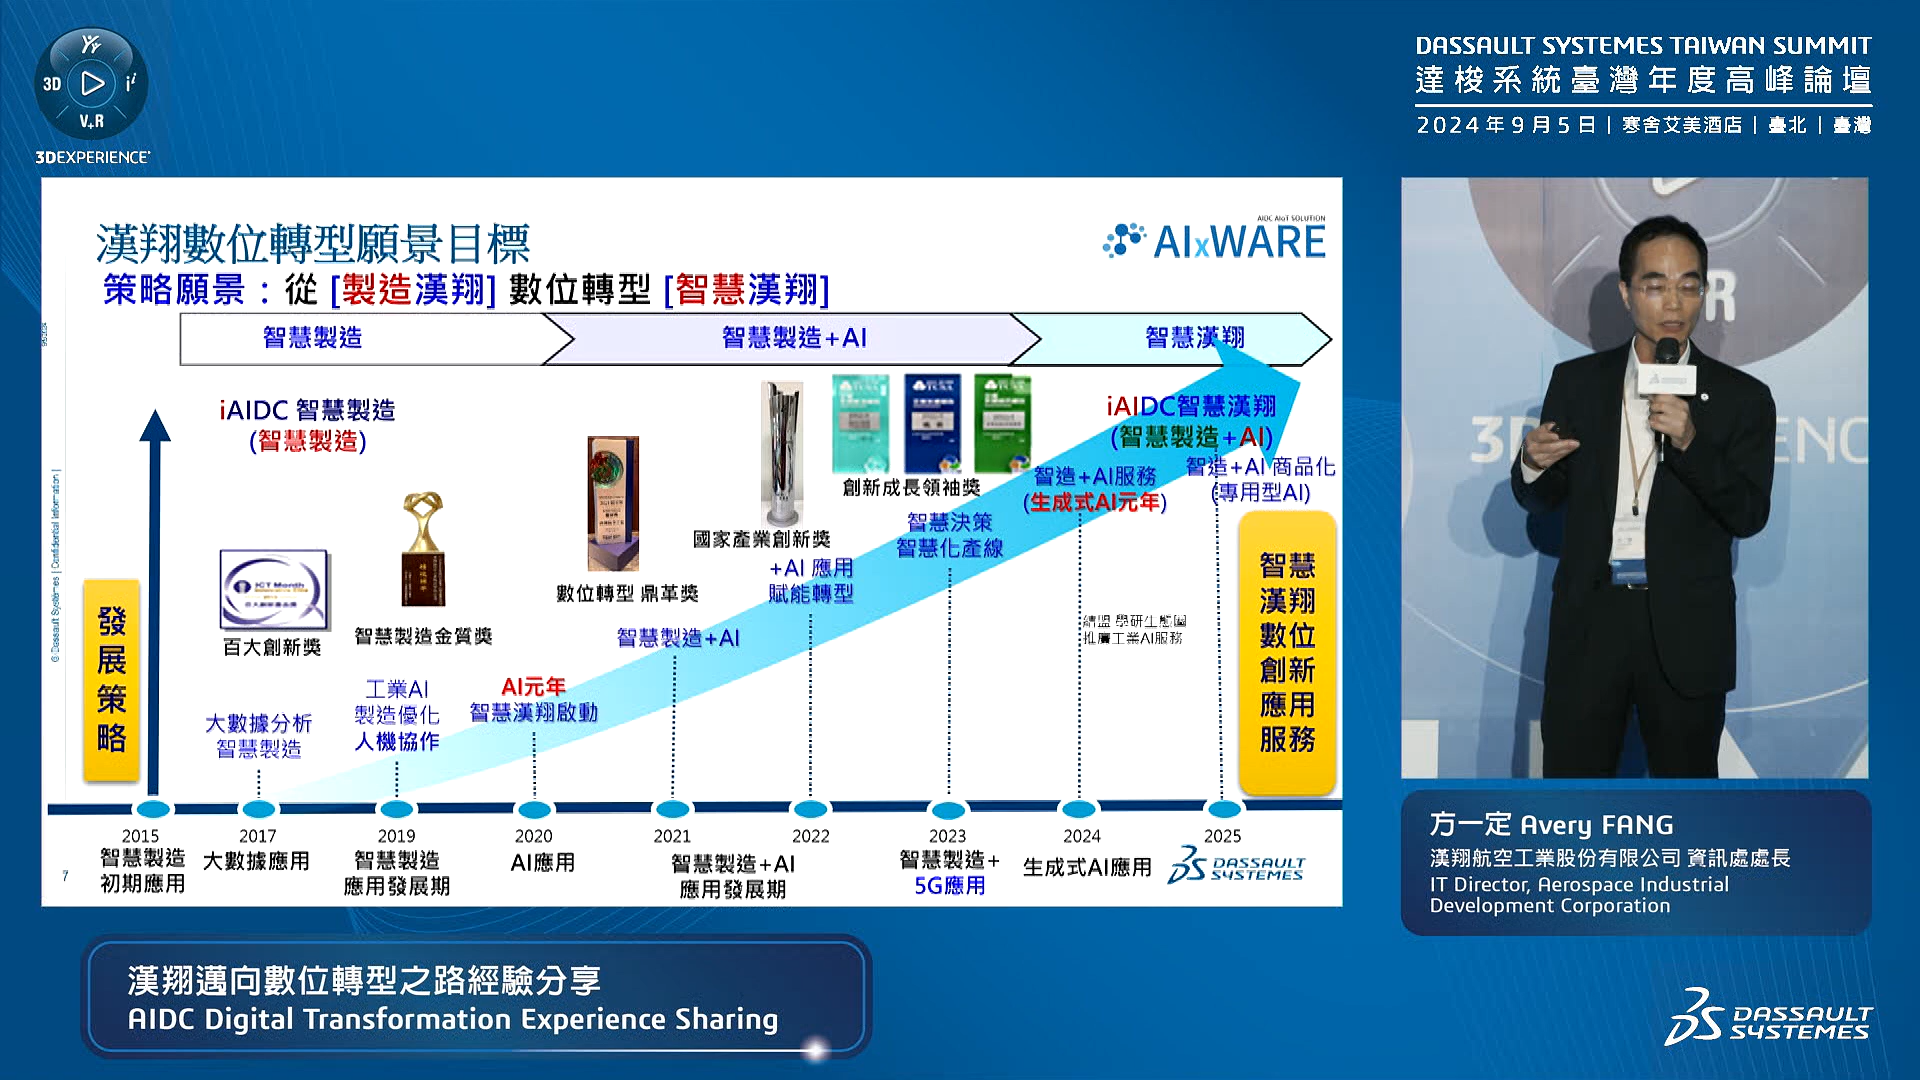 3D
V+R
3DEXPERIENCE
DASSAULT SYSTEMES TAIWAN SUMMIT
達梭系統臺灣年度高峰論壇
2024年9月5日 | 寒舍艾美酒店 | 臺北 | 臺灣
漢翔數位轉型願景目標
AIDC AIoT SOLUTION
AIxWARE
策略願景：從 [製造漢翔] 數位轉型 [智慧漢翔]
智慧製造
智慧製造+AI
智慧漢翔
iAIDC 智慧製造
(智慧製造)
iAIDC智慧漢翔
(智慧製造+AI)
智造+AI服務
(生成式AI元年)
智造+AI 商品化
(專用型AI)
創新成長領袖獎
智慧決策
智慧化產線
國家產業創新獎
+AI 應用
賦能轉型
數位轉型 鼎革獎
智慧製造+AI
ICT Month
百大創新獎
智慧製造金質獎
結盟 學研生態圈
推廣工業AI服務
工業AI
製造優化
人機協作
AI元年
智慧漢翔啟動
大數據分析
智慧製造
發展策略
智慧漢翔數位創新應用服務
© Dassault Systèmes | Confidential Information |
2015
智慧製造
初期應用
2017
大數據應用
2019
智慧製造
應用發展期
2020
AI應用
2021
2022
智慧製造+AI
應用發展期
2023
智慧製造+
5G應用
2024
生成式AI應用
2025
DASSAULT
SYSTEMES
7
3D
R
ENC
方一定 Avery FANG
漢翔航空工業股份有限公司 資訊處處長
IT Director, Aerospace Industrial
Development Corporation
漢翔邁向數位轉型之路經驗分享
AIDC Digital Transformation Experience Sharing
DASSAULT
SYSTEMES